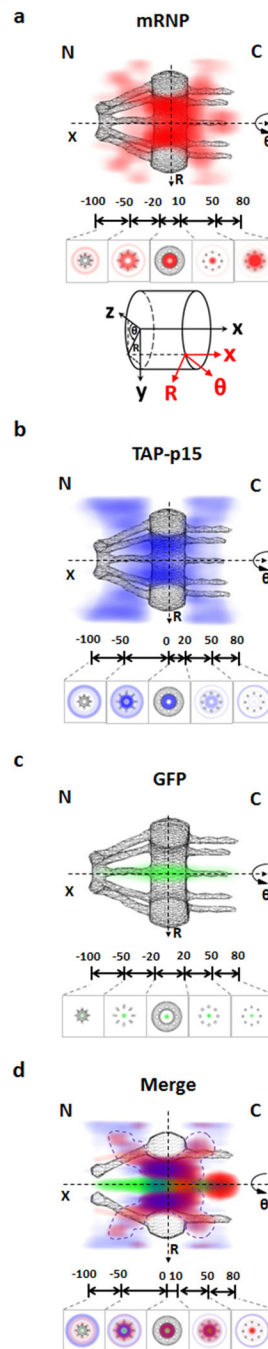 a
mRNP
N C
X
R
θ
-100 -50 -20 10 50 80
z
θ
R
x
y
X
R
θ
b
TAP-p15
N C
X
R
θ
-100 -50 0 20 50 80
c
GFP
N C
X
R
θ
-100 -50 -20 20 50 80
d
Merge
N C
X
R
θ
-100 -50 0 10 50 80